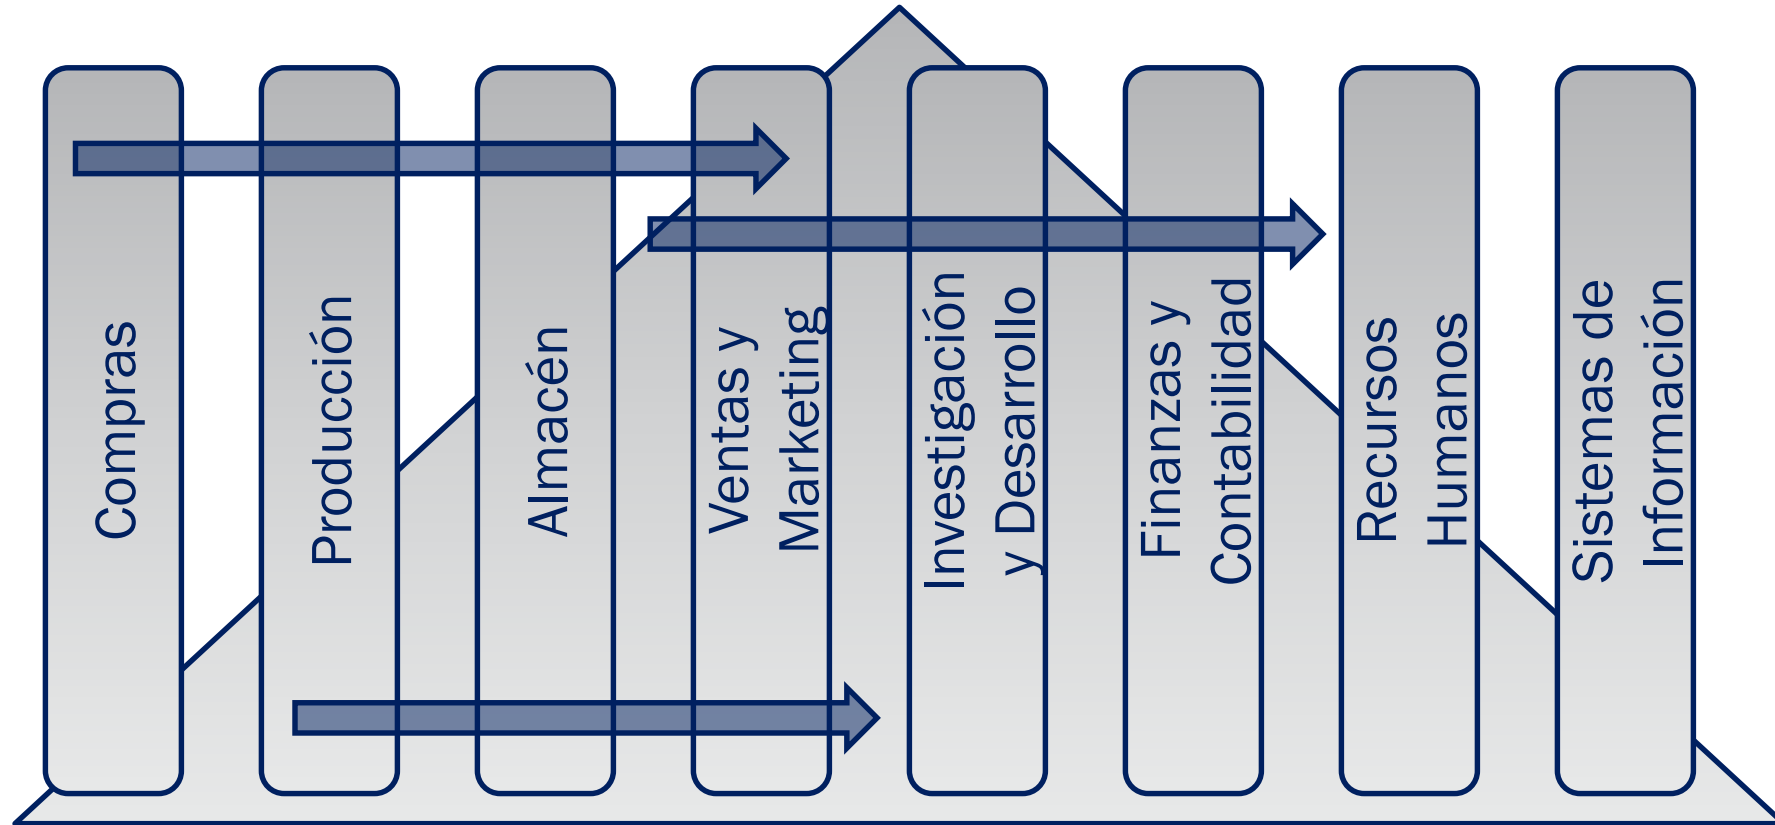 Compras
Producción
Almacén
Ventas y
Marketing
Investigación
y Desarrollo
Finanzas y
Contabilidad
Recursos
Humanos
Sistemas de
Información